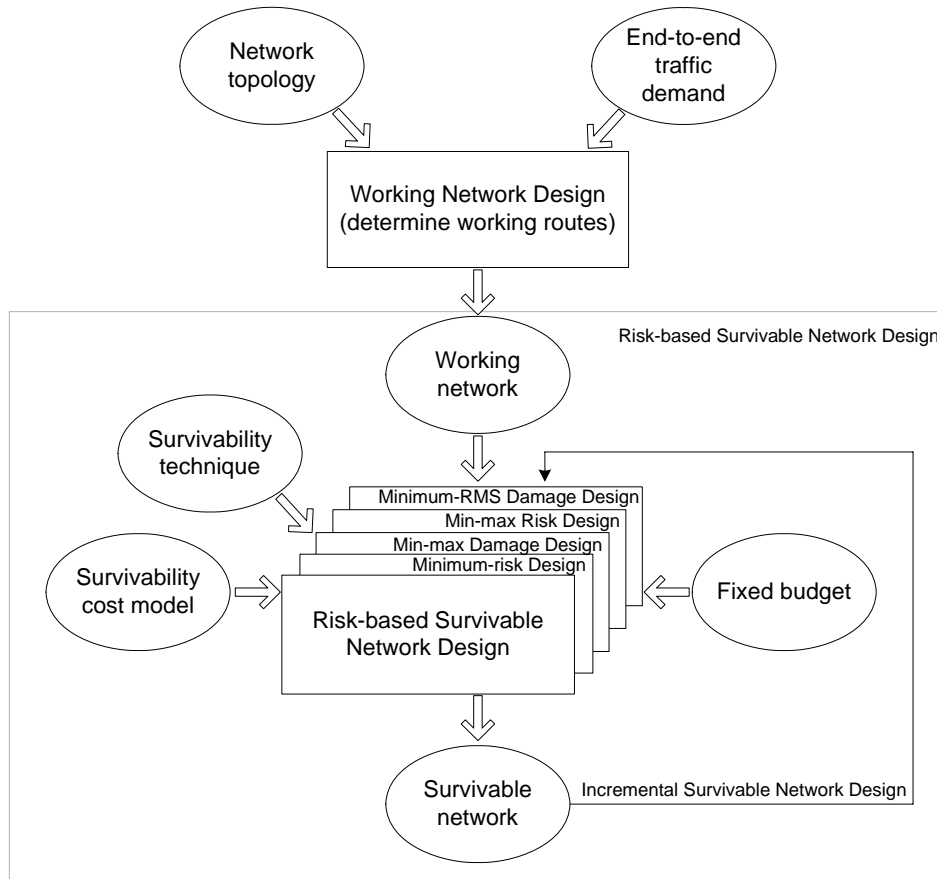 Network
topology
End-to-end
traffic
demand
Working Network Design
(determine working routes)
Risk-based Survivable Network Design
Working
network
Survivability
technique
Minimum-RMS Damage Design
Min-max Risk Design
Min-max Damage Design
Minimum-risk Design
Survivability
cost model
Risk-based Survivable
Network Design
Fixed budget
Survivable
network
Incremental Survivable Network Design